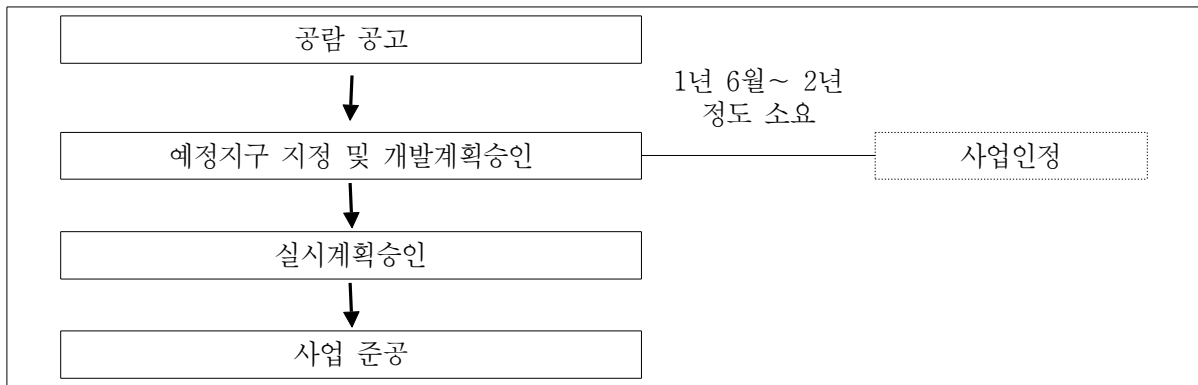 공람 공고
1년 6월~ 2년
정도 소요
예정지구 지정 및 개발계획승인
사업인정
실시계획승인
사업 준공